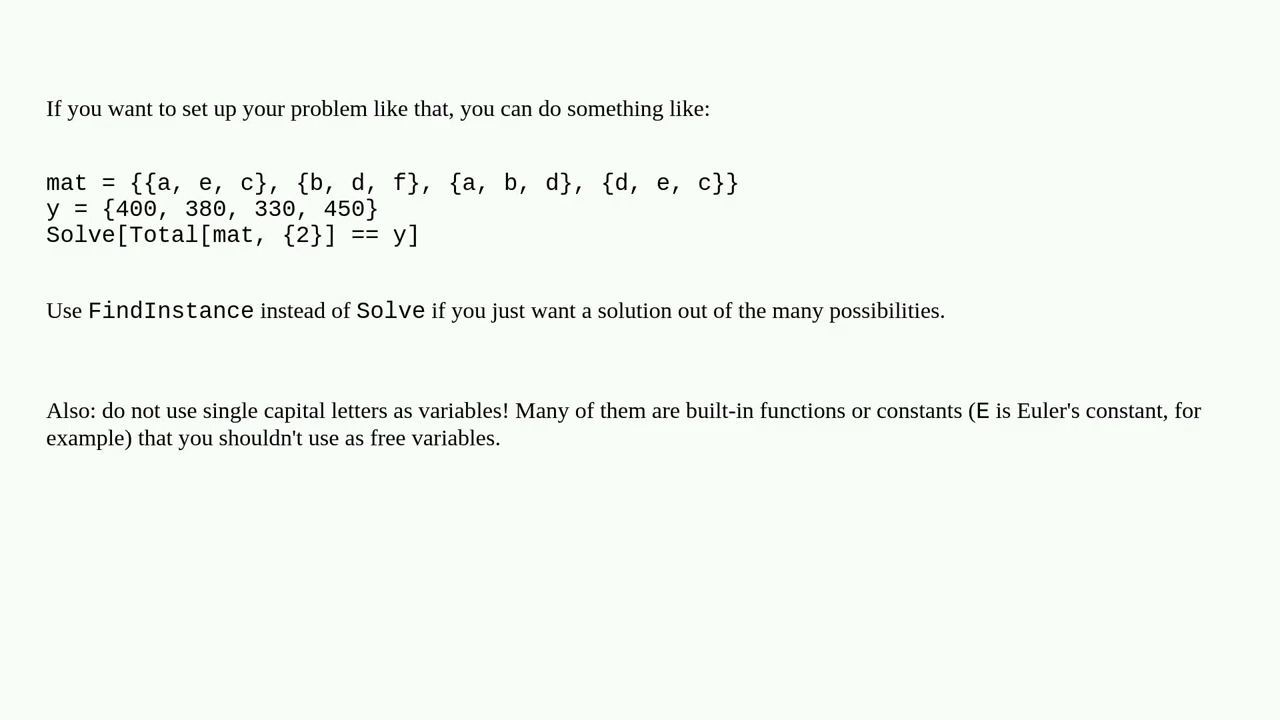 If you want to set up your problem like that, you can do something like:
mat = {{a, e, c}, {b, d, f}, {a, b, d}, {d, e, c}}
y = {400, 380, 330, 450}
Solve[Total[mat, {2}] == y]
Use FindInstance instead of Solve if you just want a solution out of the many possibilities.
Also: do not use single capital letters as variables! Many of them are built-in functions or constants (E is Euler's constant, for
example) that you shouldn't use as free variables.